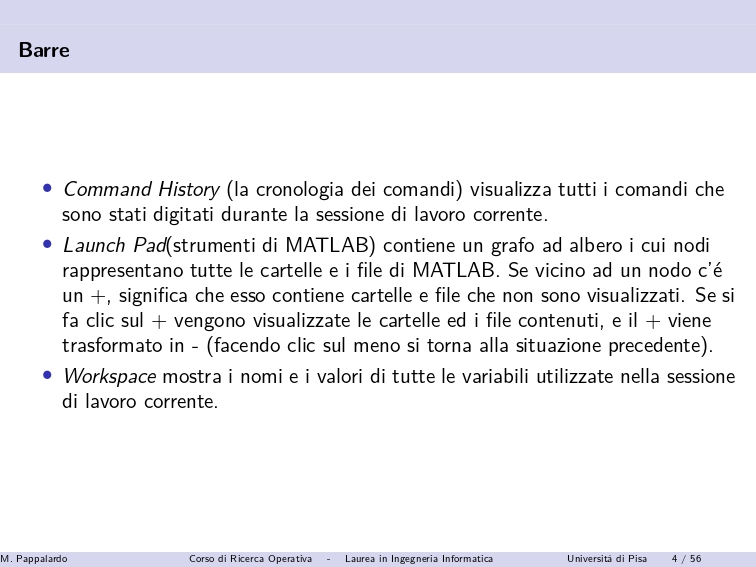 Barre
• Command History (la cronologia dei comandi) visualizza tutti i comandi che
sono stati digitati durante la sessione di lavoro corrente.
• Launch Pad(strumenti di MATLAB) contiene un grafo ad albero i cui nodi
rappresentano tutte le cartelle e i file di MATLAB. Se vicino ad un nodo c'é
un +, significa che esso contiene cartelle e file che non sono visualizzati. Se si
fa clic sul + vengono visualizzate le cartelle ed i file contenuti, e il + viene
trasformato in - (facendo clic sul meno si torna alla situazione precedente).
• Workspace mostra i nomi e i valori di tutte le variabili utilizzate nella sessione
di lavoro corrente.
M. Pappalardo Corso di Ricerca Operativa - Laurea in Ingegneria Informatica Universitá di Pisa 4 / 56